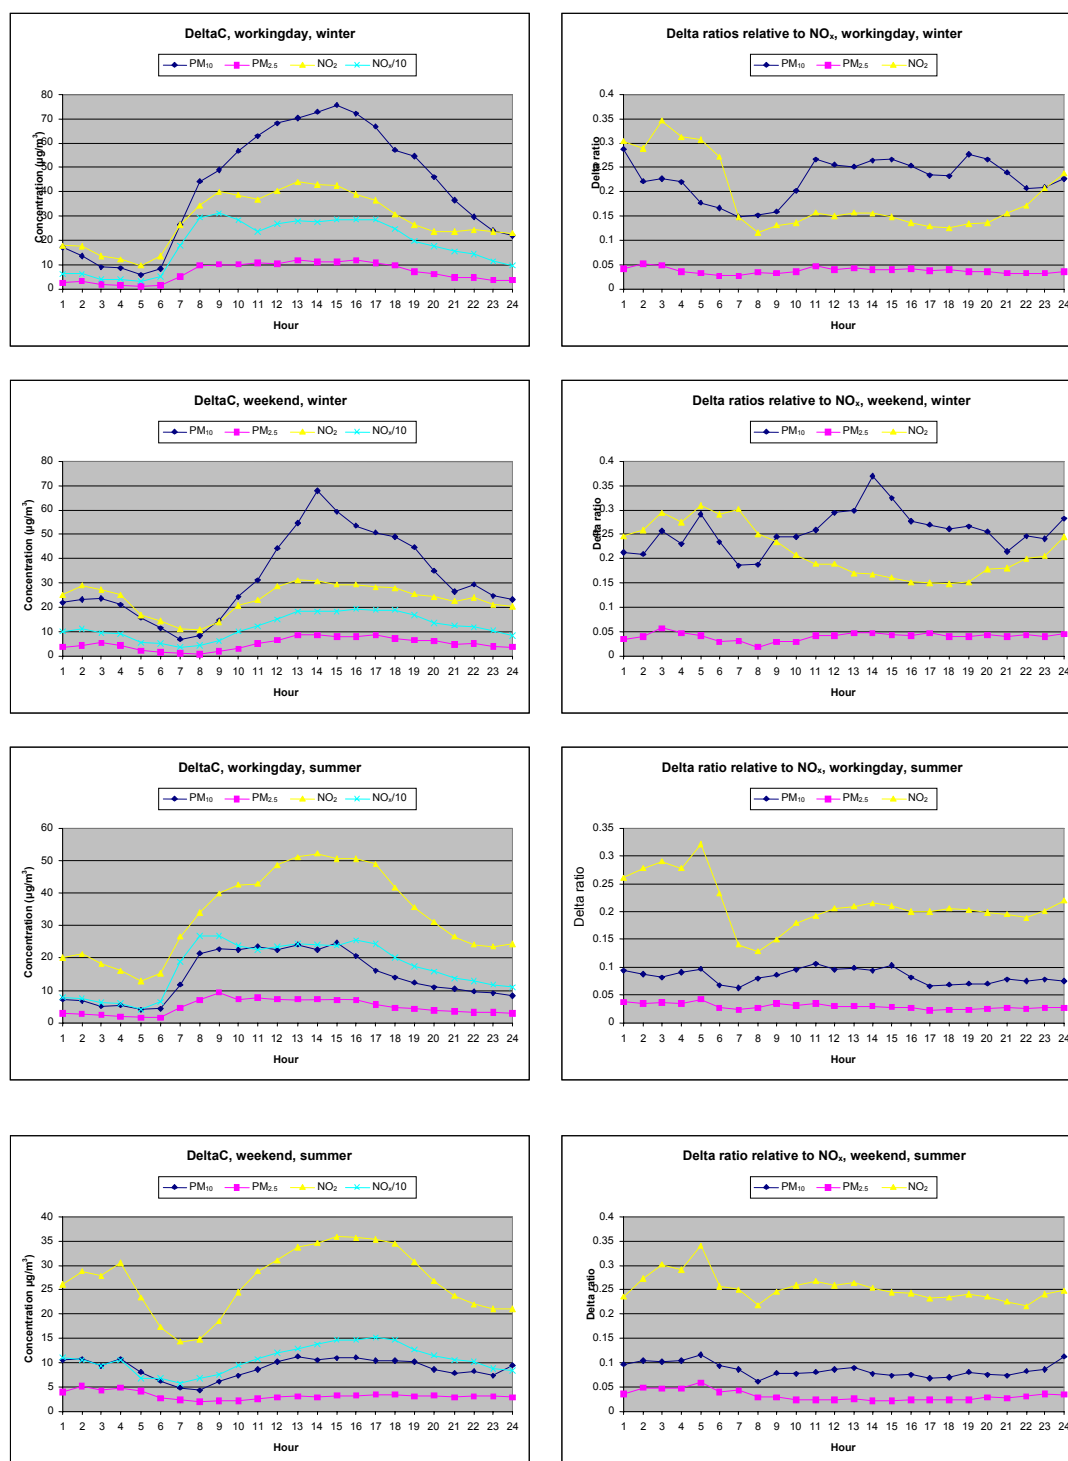 DeltaC, workingday, winter
PM₁₀ PM₂.₅ NO₂ NOₓ/10
Concentration (µg/m³)
80
70
60
50
40
30
20
10
0
1 2 3 4 5 6 7 8 9 10 11 12 13 14 15 16 17 18 19 20 21 22 23 24
Hour
Delta ratios relative to NOₓ, workingday, winter
PM₁₀ PM₂.₅ NO₂
Delta ratio
0.4
0.35
0.3
0.25
0.2
0.15
0.1
0.05
0
1 2 3 4 5 6 7 8 9 10 11 12 13 14 15 16 17 18 19 20 21 22 23 24
Hour
DeltaC, weekend, winter
PM₁₀ PM₂.₅ NO₂ NOₓ/10
Concentration (µg/m³)
80
70
60
50
40
30
20
10
0
1 2 3 4 5 6 7 8 9 10 11 12 13 14 15 16 17 18 19 20 21 22 23 24
Hour
Delta ratios relative to NOₓ, weekend, winter
PM₁₀ PM₂.₅ NO₂
Delta ratio
0.4
0.35
0.3
0.25
0.2
0.15
0.1
0.05
0
1 2 3 4 5 6 7 8 9 10 11 12 13 14 15 16 17 18 19 20 21 22 23 24
Hour
DeltaC, workingday, summer
PM₁₀ PM₂.₅ NO₂ NOₓ/10
Concentration (µg/m³)
60
50
40
30
20
10
0
1 2 3 4 5 6 7 8 9 10 11 12 13 14 15 16 17 18 19 20 21 22 23 24
Hour
Delta ratio relative to NOₓ, workingday, summer
PM₁₀ PM₂.₅ NO₂
Delta ratio
0.35
0.3
0.25
0.2
0.15
0.1
0.05
0
1 2 3 4 5 6 7 8 9 10 11 12 13 14 15 16 17 18 19 20 21 22 23 24
Hour
DeltaC, weekend, summer
PM₁₀ PM₂.₅ NO₂ NOₓ/10
Concentration µg/m³)
40
35
30
25
20
15
10
5
0
1 2 3 4 5 6 7 8 9 10 11 12 13 14 15 16 17 18 19 20 21 22 23 24
Hour
Delta ratio relative to NOₓ, weekend, summer
PM₁₀ PM₂.₅ NO₂
Delta ratio
0.4
0.35
0.3
0.25
0.2
0.15
0.1
0.05
0
1 2 3 4 5 6 7 8 9 10 11 12 13 14 15 16 17 18 19 20 21 22 23 24
Hour